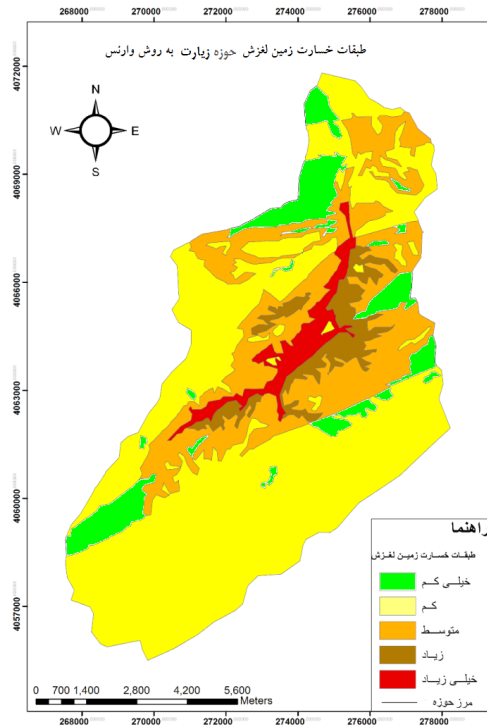 268000 270000 272000 274000 276000 278000
طبقات خسارت زمین لغزش حوزه زیارت به روش وارنس
N
W E
S
4072000
4069000
4066000
4063000
4060000
4057000
راهنما
طبقات خسارت زمین لغزش
خیلی کم
کم
متوسط
زیاد
خیلی زیاد
مرز حوزه
0 700 1,400 2,800 4,200 5,600
Meters
268000 270000 272000 274000 276000 278000